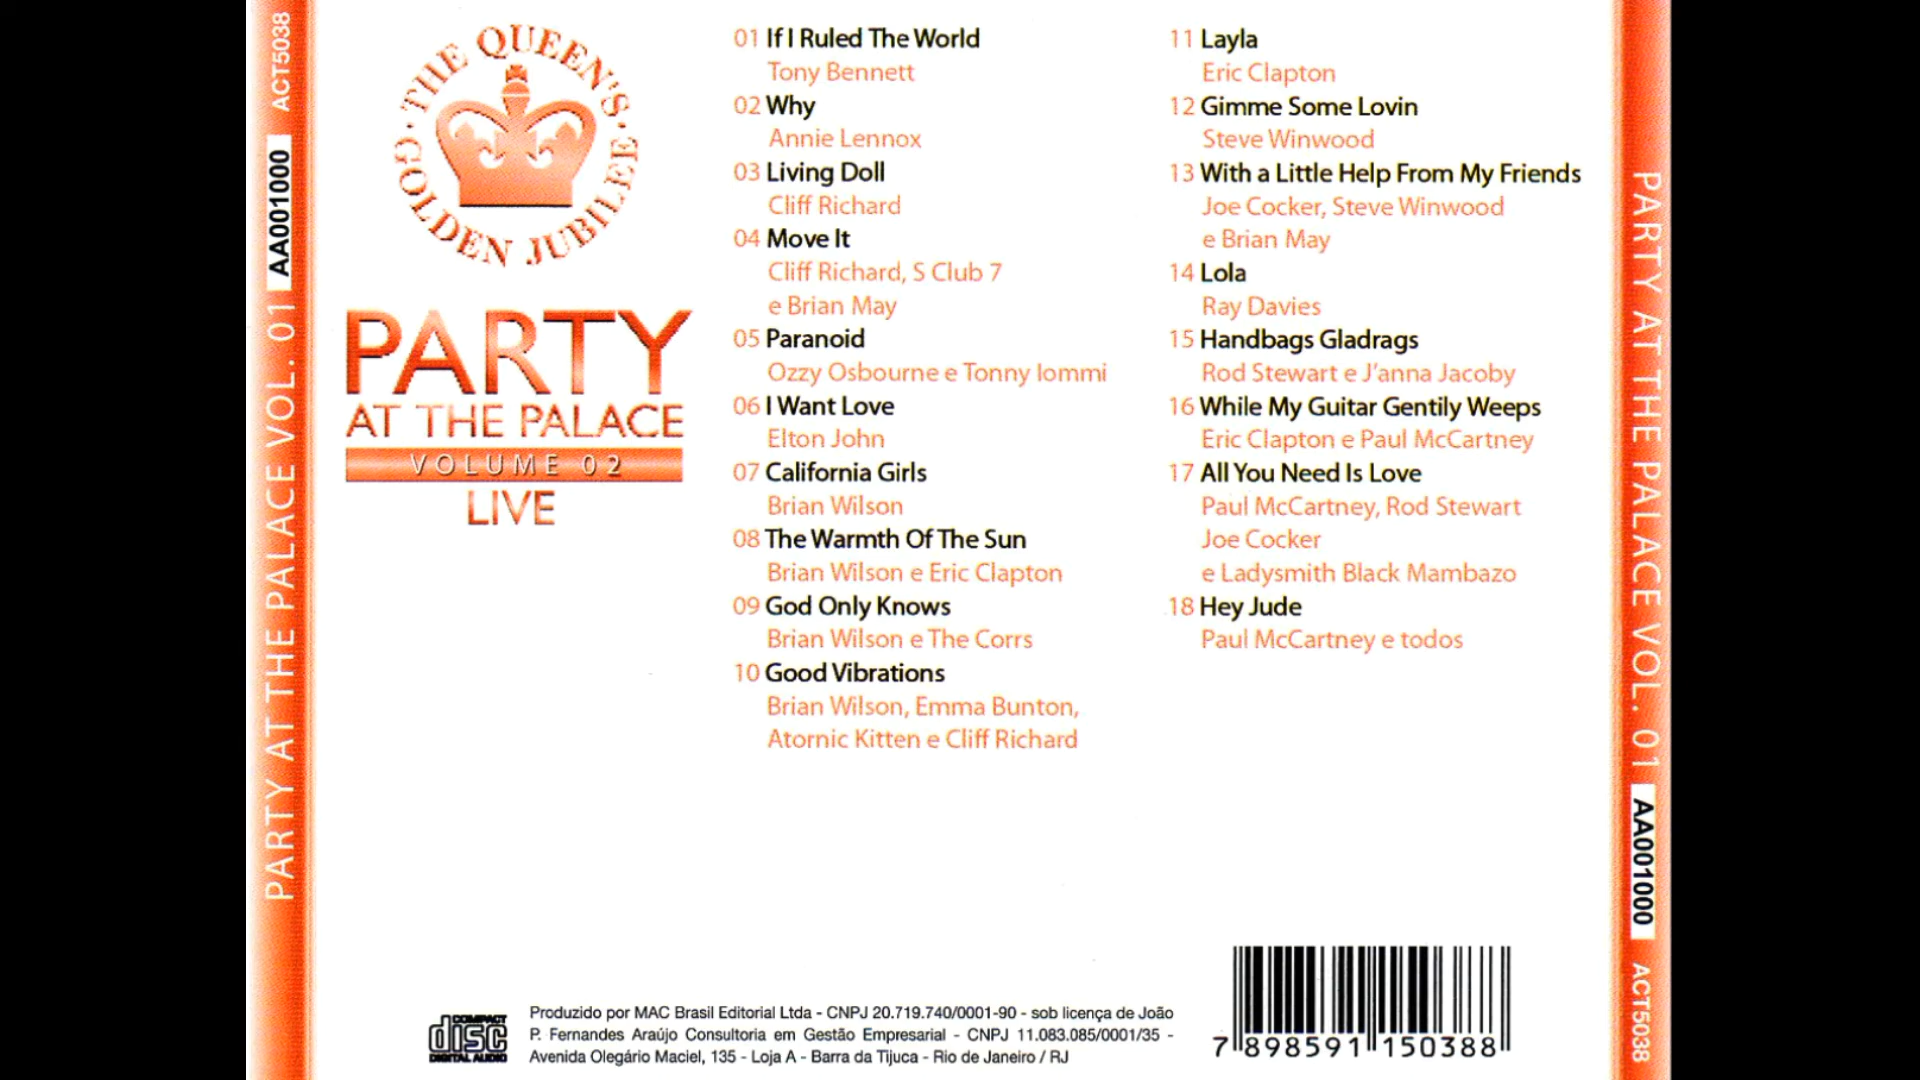 PARTY AT THE PALACE VOL. 01 AA001000 ACT5038
THE QUEEN'S
GOLDEN JUBILEE
PARTY
AT THE PALACE
VOLUME 02
LIVE
01 If I Ruled The World
Tony Bennett
02 Why
Annie Lennox
03 Living Doll
Cliff Richard
04 Move It
Cliff Richard, S Club 7
e Brian May
05 Paranoid
Ozzy Osbourne e Tonny Iommi
06 I Want Love
Elton John
07 California Girls
Brian Wilson
08 The Warmth Of The Sun
Brian Wilson e Eric Clapton
09 God Only Knows
Brian Wilson e The Corrs
10 Good Vibrations
Brian Wilson, Emma Bunton,
Atornic Kitten e Cliff Richard
11 Layla
Eric Clapton
12 Gimme Some Lovin
Steve Winwood
13 With a Little Help From My Friends
Joe Cocker, Steve Winwood
e Brian May
14 Lola
Ray Davies
15 Handbags Gladrags
Rod Stewart e J'anna Jacoby
16 While My Guitar Gentily Weeps
Eric Clapton e Paul McCartney
17 All You Need Is Love
Paul McCartney, Rod Stewart
Joe Cocker
e Ladysmith Black Mambazo
18 Hey Jude
Paul McCartney e todos
COMPACT
disc
DIGITAL AUDIO
Produzido por MAC Brasil Editorial Ltda - CNPJ 20.719.740/0001-90 - sob licença de João
P. Fernandes Araújo Consultoria em Gestão Empresarial - CNPJ 11.083.085/0001/35 -
Avenida Olegário Maciel, 135 - Loja A - Barra da Tijuca - Rio de Janeiro / RJ
7 898591 150388
PARTY AT THE PALACE VOL. 01 AA001000 ACT5038